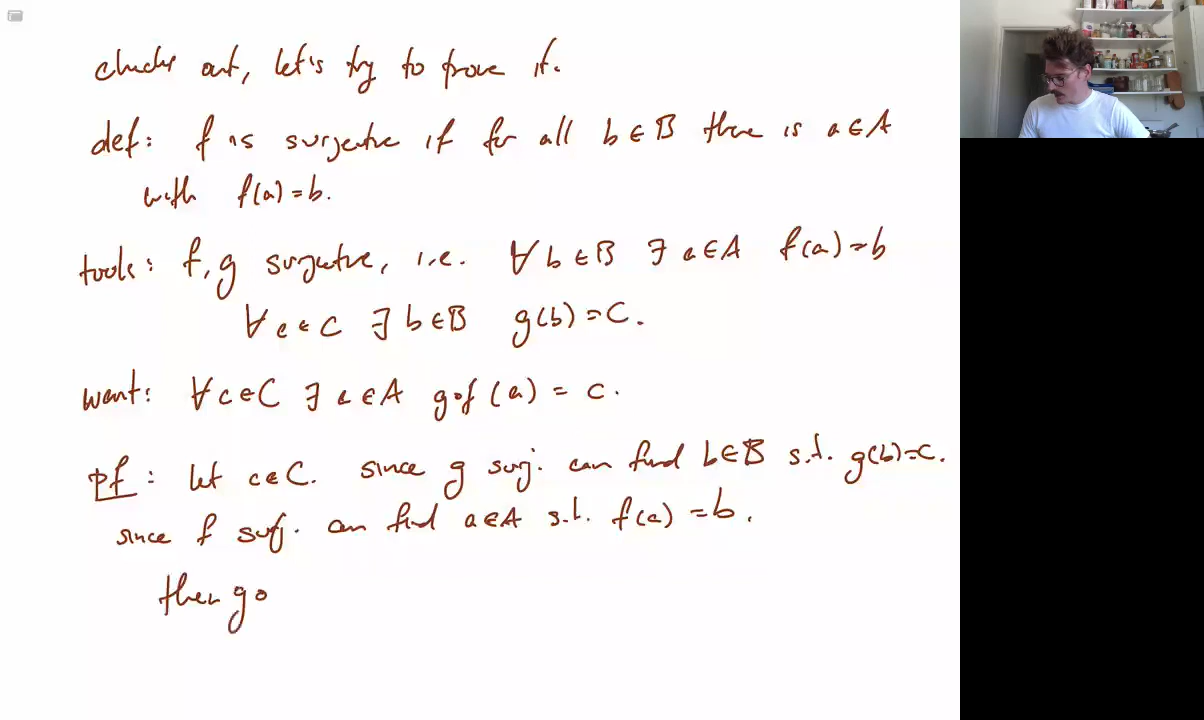 checks out, let's try to prove it.
def: f is surjective if for all b ∈ B there is a ∈ A
with f(a) = b.
tools: f, g surjective, i.e. ∀ b ∈ B ∃ a ∈ A f(a) = b
∀ c ∈ C ∃ b ∈ B g(b) = C.
want: ∀ c ∈ C ∃ a ∈ A g∘f (a) = c.
pf: let c ∈ C. since g surj. can find b ∈ B s.t. g(b) = C.
since f surj. can find a ∈ A s.t. f(a) = b.
then g∘